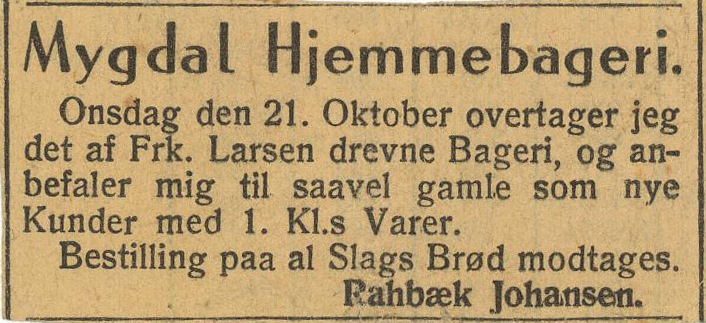 Mygdal Hjemmebageri.
Onsdag den 21. Oktober overtager jeg
det af Frk. Larsen drevne Bageri, og an-
befaler mig til saavel gamle som nye
Kunder med 1. Kl.s Varer.
Bestilling paa al Slags Brød modtages.
Rahbæk Johansen.